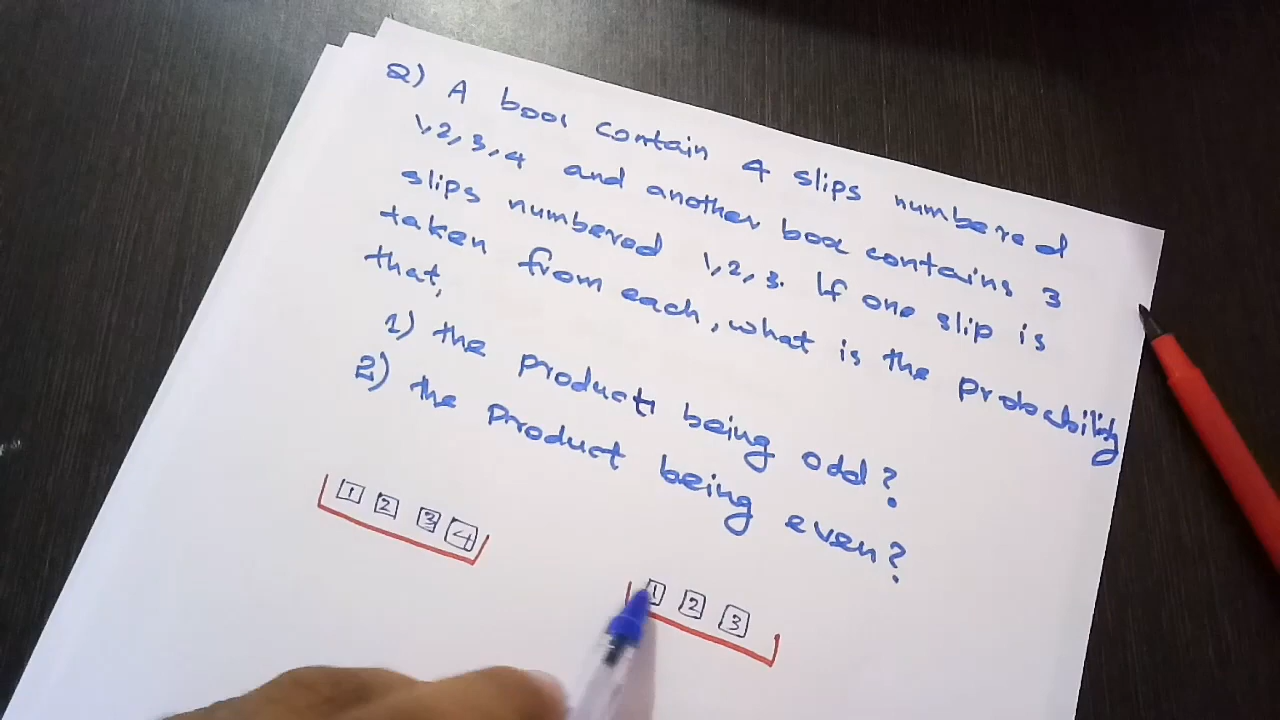 Q) A box contain 4 slips numbered
1,2,3,4 and another box contains 3
slips numbered 1,2,3. If one slip is
taken from each, what is the probability
that,
1) the product being odd?
2) the product being even?
1 2 3 4
1 2 3